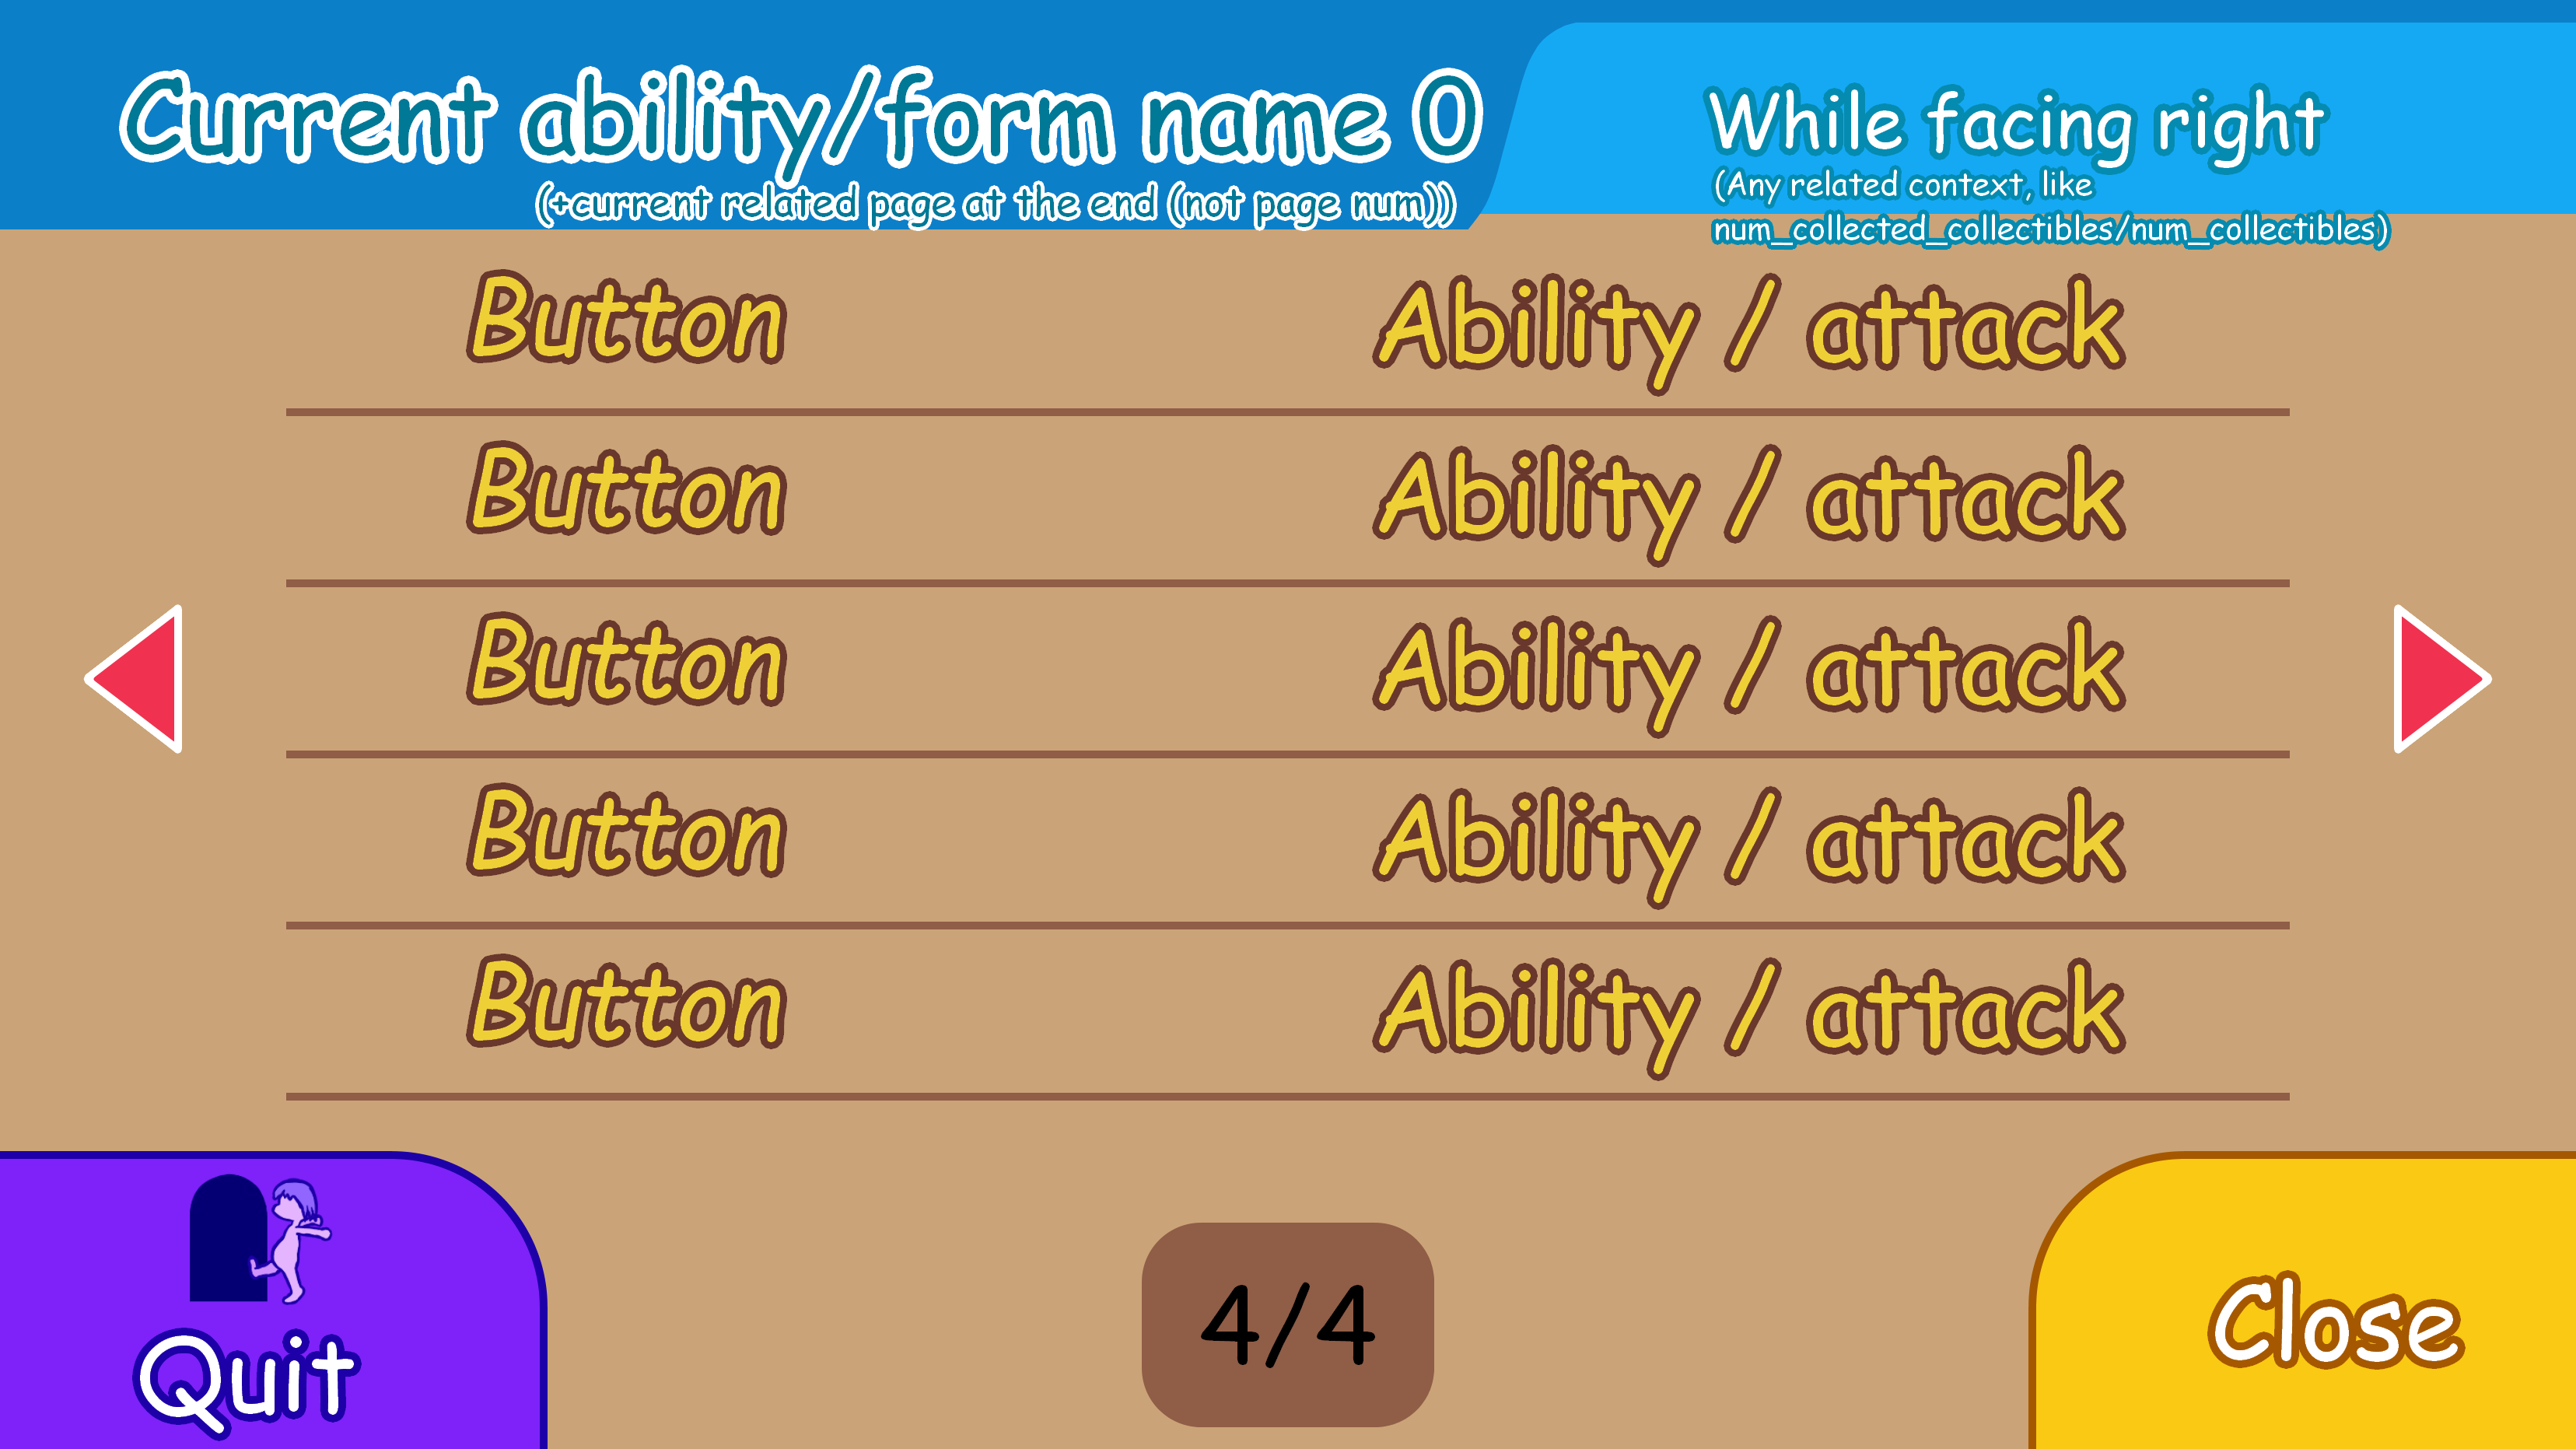 Current ability/form name 0
(+current related page at the end (not page num))
While facing right
(Any related context, like
num_collected_collectibles/num_collectibles)
Button Ability / attack
Button Ability / attack
Button Ability / attack
Button Ability / attack
Button Ability / attack
Quit
4/4
Close